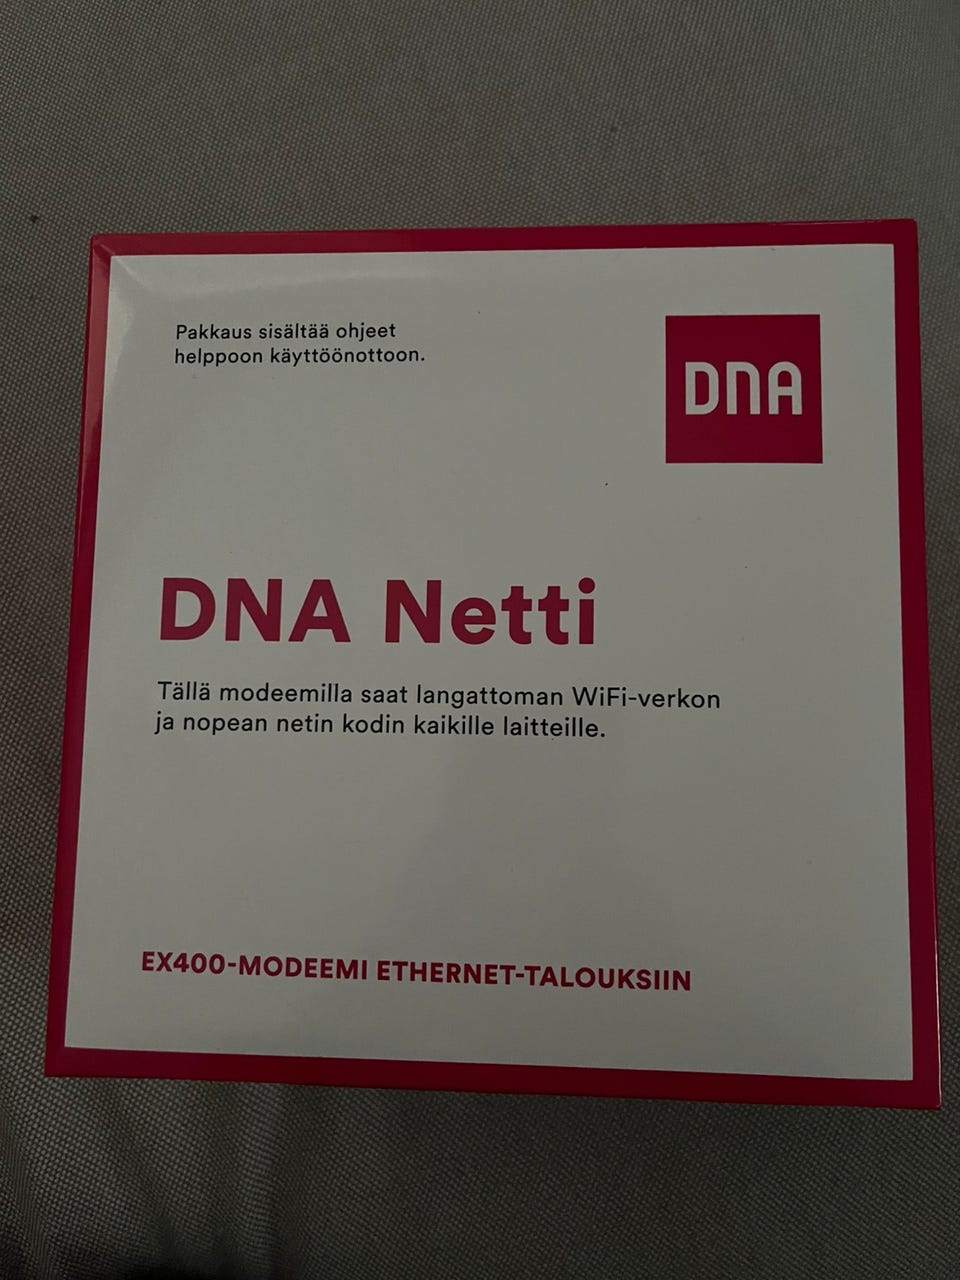 Pakkaus sisältää ohjeet
helppoon käyttöönottoon.
DNA
DNA Netti
Tällä modeemilla saat langattoman WiFi-verkon
ja nopean netin kodin kaikille laitteille.
EX400-MODEEMI ETHERNET-TALOUKSIIN